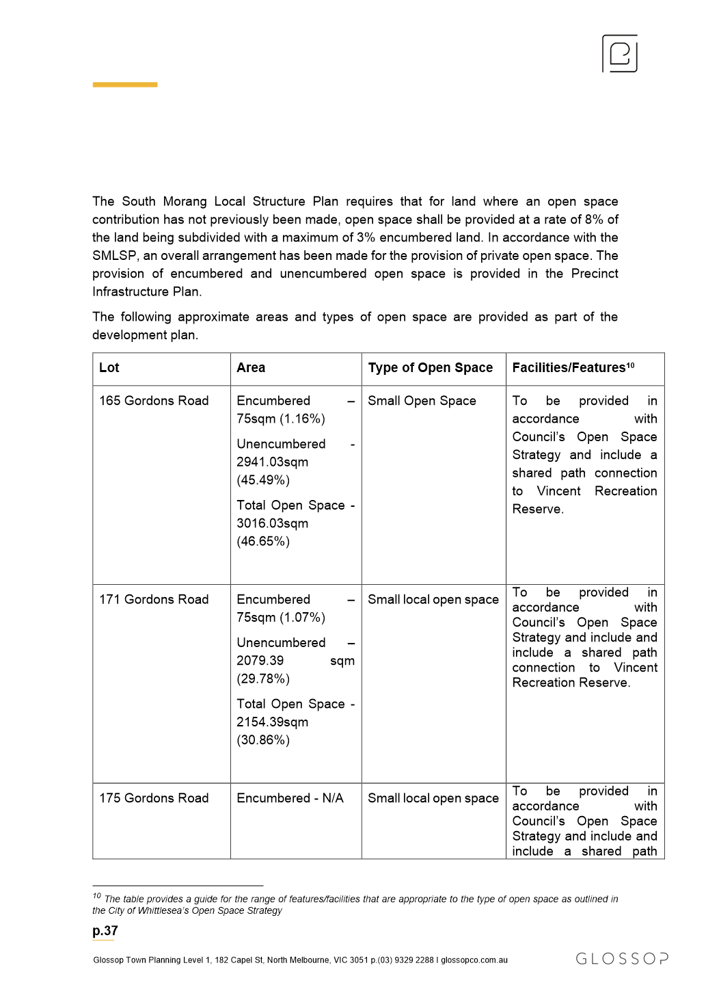 The South Morang Local Structure Plan requires that for land where an open space
contribution has not previously been made, open space shall be provided at a rate of 8% of
the land being subdivided with a maximum of 3% encumbered land. In accordance with the
SMLSP, an overall arrangement has been made for the provision of private open space. The
provision of encumbered and unencumbered open space is provided in the Precinct
Infrastructure Plan.
The following approximate areas and types of open space are provided as part of the
development plan.
Lot
Area
Type of Open Space
Facilities/Features10
165 Gordons Road
Encumbered –
75sqm (1.16%)
Unencumbered -
2941.03sqm
(45.49%)
Total Open Space -
3016.03sqm
(46.65%)
Small Open Space
To be provided in
accordance with
Council's Open Space
Strategy and include a
shared path connection
to Vincent Recreation
Reserve.
171 Gordons Road
Encumbered –
75sqm (1.07%)
Unencumbered –
2079.39 sqm
(29.78%)
Total Open Space -
2154.39sqm
(30.86%)
Small local open space
To be provided in
accordance with
Council's Open Space
Strategy and include and
include a shared path
connection to Vincent
Recreation Reserve.
175 Gordons Road
Encumbered - N/A
Small local open space
To be provided in
accordance with
Council's Open Space
Strategy and include and
include a shared path
10 The table provides a guide for the range of features/facilities that are appropriate to the type of open space as outlined in
the City of Whittlesea's Open Space Strategy
p.37
Glossop Town Planning Level 1, 182 Capel St, North Melbourne, VIC 3051 p.(03) 9329 2288 I glossopco.com.au
GLOSSOP